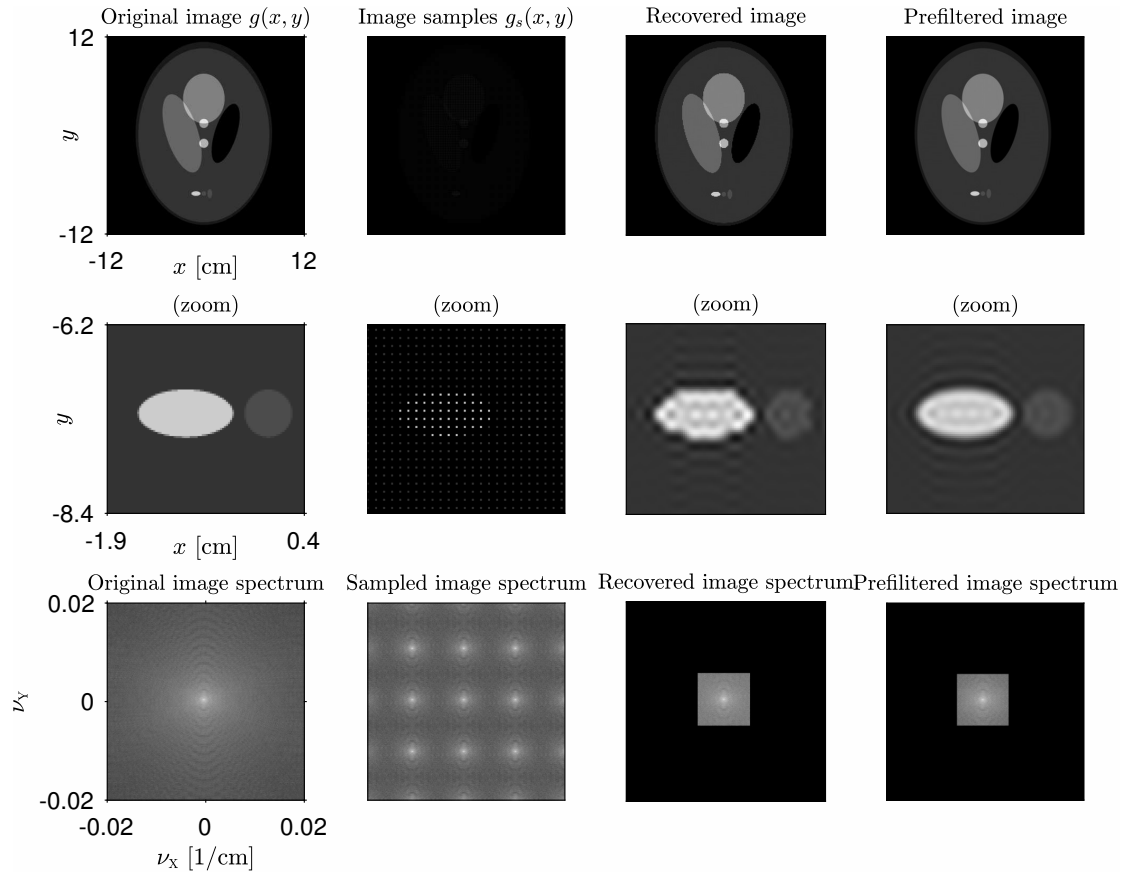 Original image g(x, y)
Image samples g_s(x, y)
Recovered image
Prefiltered image
12
y
-12
-12
12
x [cm]
(zoom)
(zoom)
(zoom)
(zoom)
-6.2
y
-8.4
-1.9
0.4
x [cm]
Original image spectrum
Sampled image spectrum
Recovered image spectrum
Prefilitered image spectrum
0.02
0
ν_Y
-0.02
-0.02
0
0.02
ν_X [1/cm]